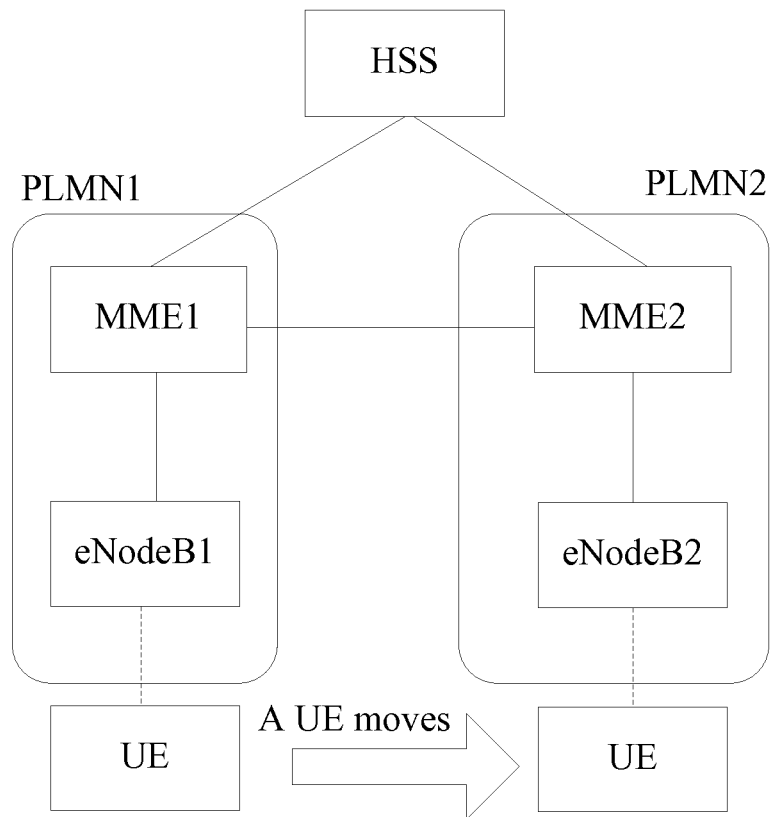 HSS
PLMN1
PLMN2
MME1
MME2
eNodeB1
eNodeB2
A UE moves
UE
UE